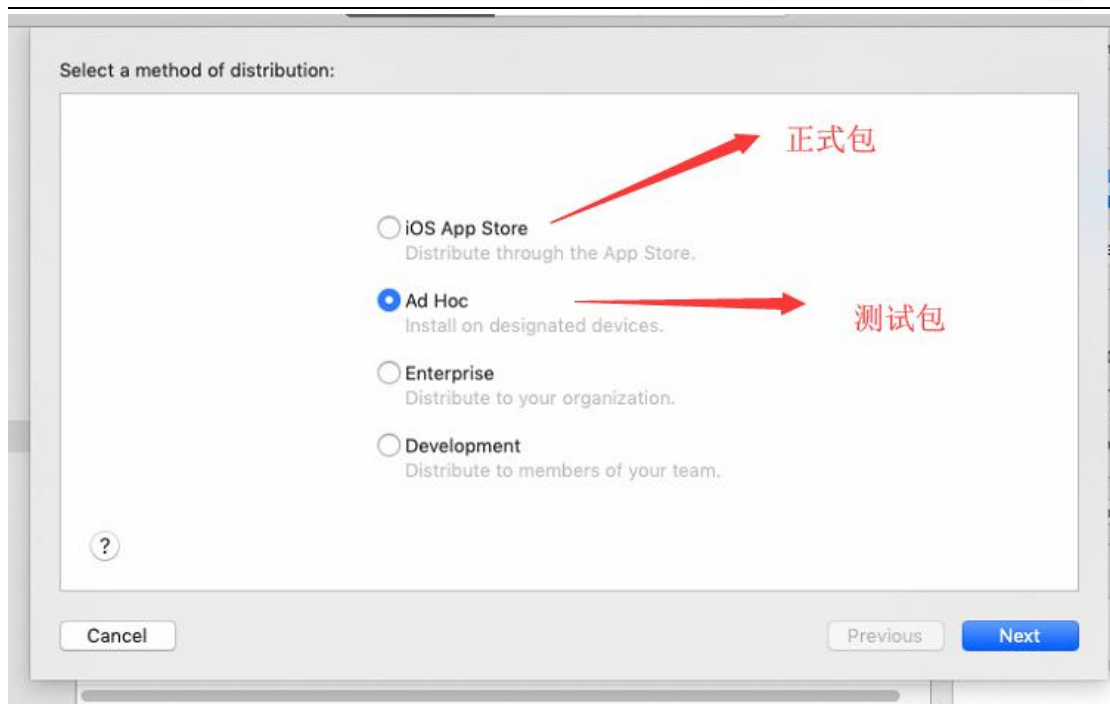 Select a method of distribution:
正式包
iOS App Store
Distribute through the App Store.
Ad Hoc
Install on designated devices.
测试包
Enterprise
Distribute to your organization.
Development
Distribute to members of your team.
?
Cancel
Previous
Next